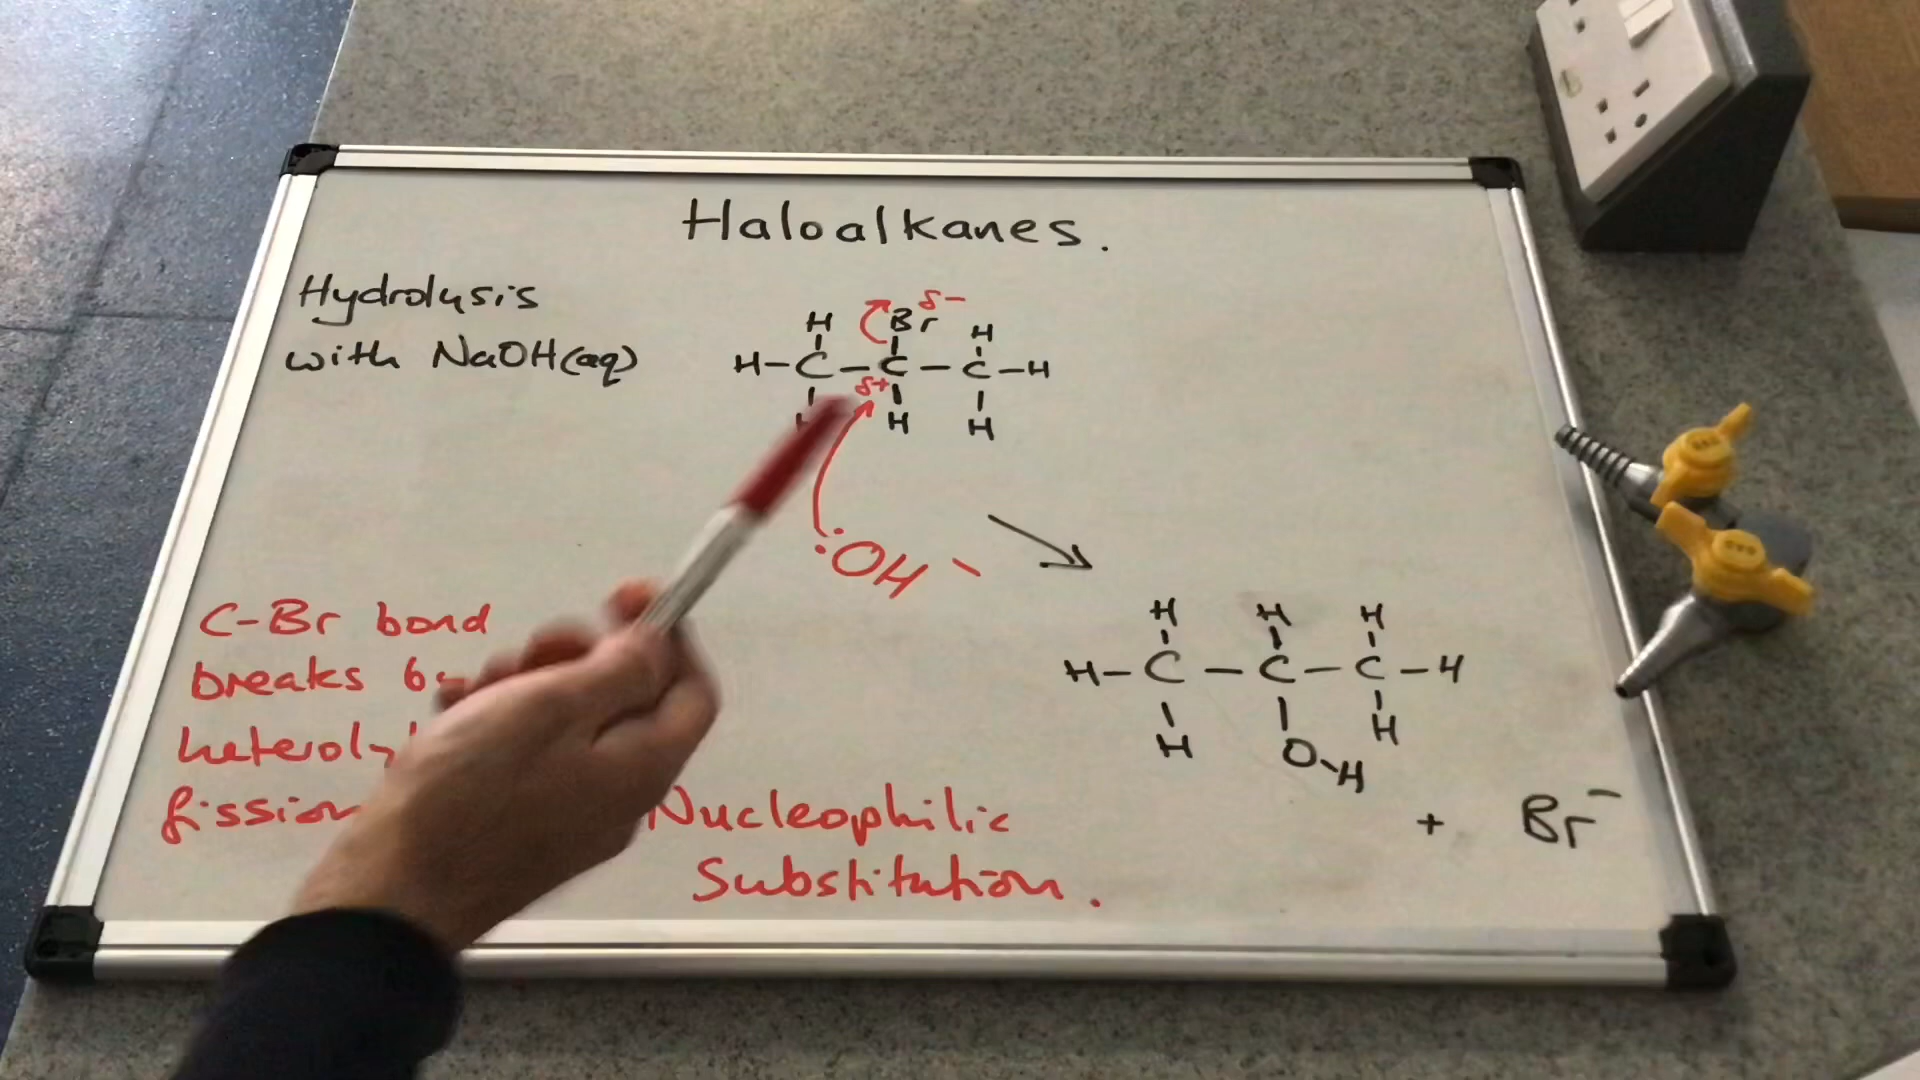 Haloalkanes.
Hydrolysis
with NaOH(aq)
H Br δ- H
H-C-C-C-H
δ+
H H H
:OH -
C-Br bond
breaks
fission
Nucleophilic
Substitution.
H H H
H-C-C-C-H
H O-H H
+ Br-